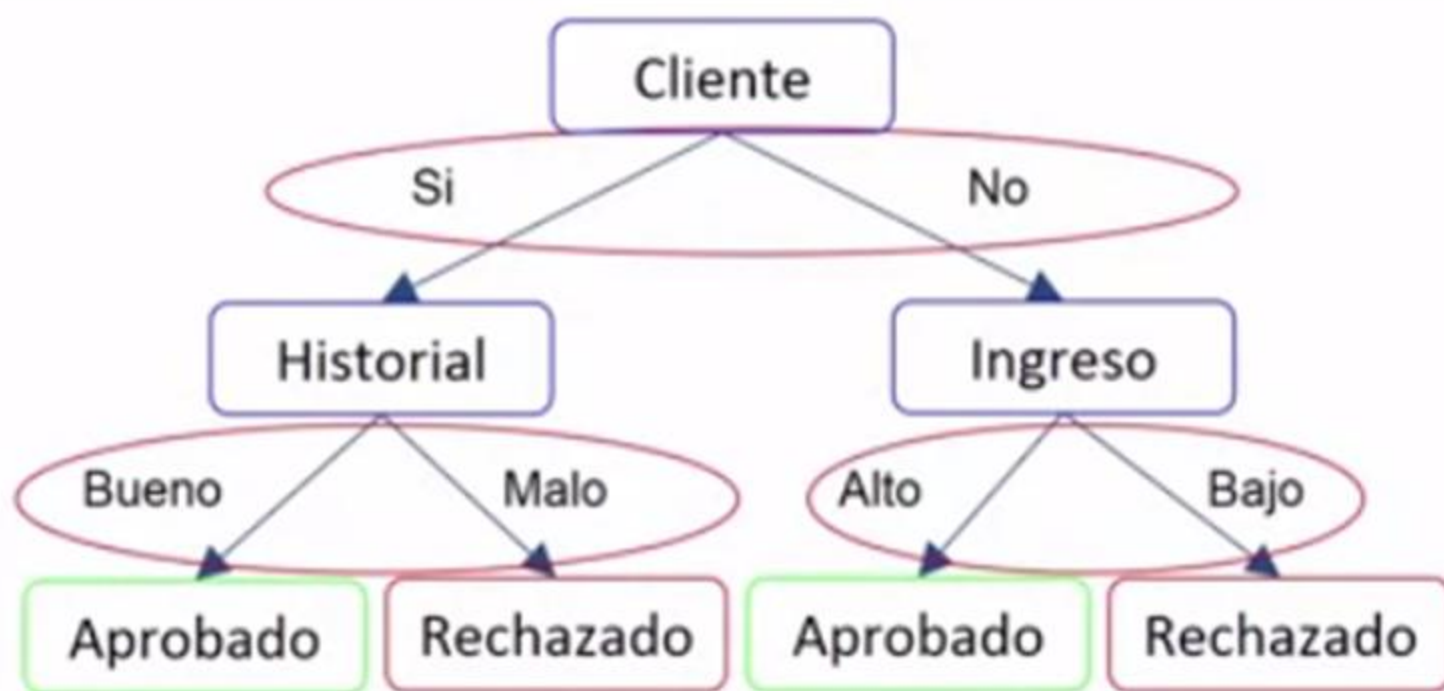 Cliente
Si No
Historial Ingreso
Bueno Malo Alto Bajo
Aprobado Rechazado Aprobado Rechazado